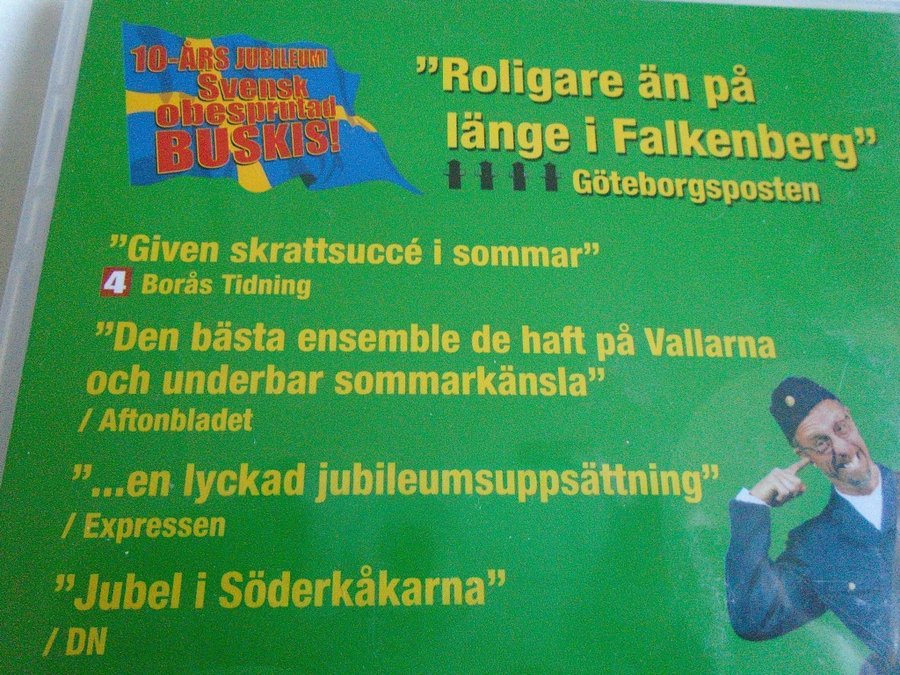 10-ÅRS JUBILEUM!
Svensk
obesprutad
BUSKIS!
”Roligare än på
länge i Falkenberg”
Göteborgsposten
”Given skrattsuccé i sommar”
4 Borås Tidning
”Den bästa ensemble de haft på Vallarna
och underbar sommarkänsla”
/ Aftonbladet
”...en lyckad jubileumsuppsättning”
/ Expressen
”Jubel i Söderkåkarna”
/ DN